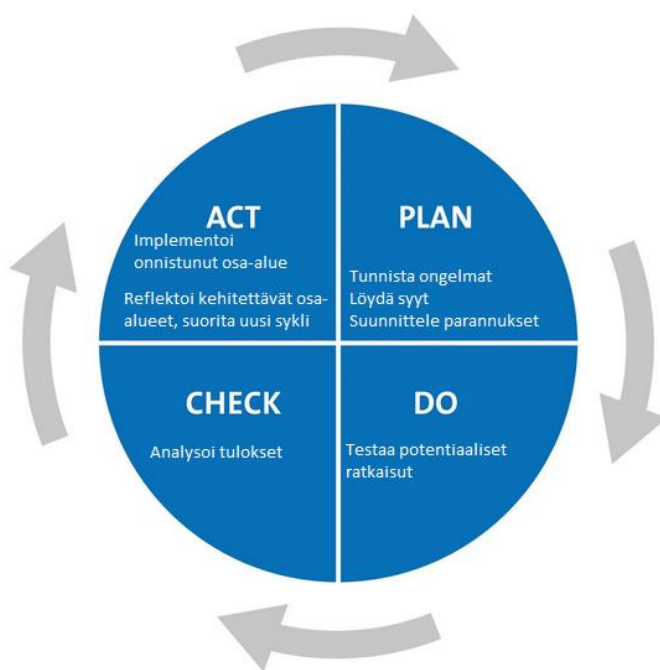 ACT
Implementoi
onnistunut osa-alue
Reflektoi kehitettävät osa-
alueet, suorita uusi sykli
PLAN
Tunnista ongelmat
Löydä syyt
Suunnittele parannukset
CHECK
Analysoi tulokset
DO
Testaa potentiaaliset
ratkaisut